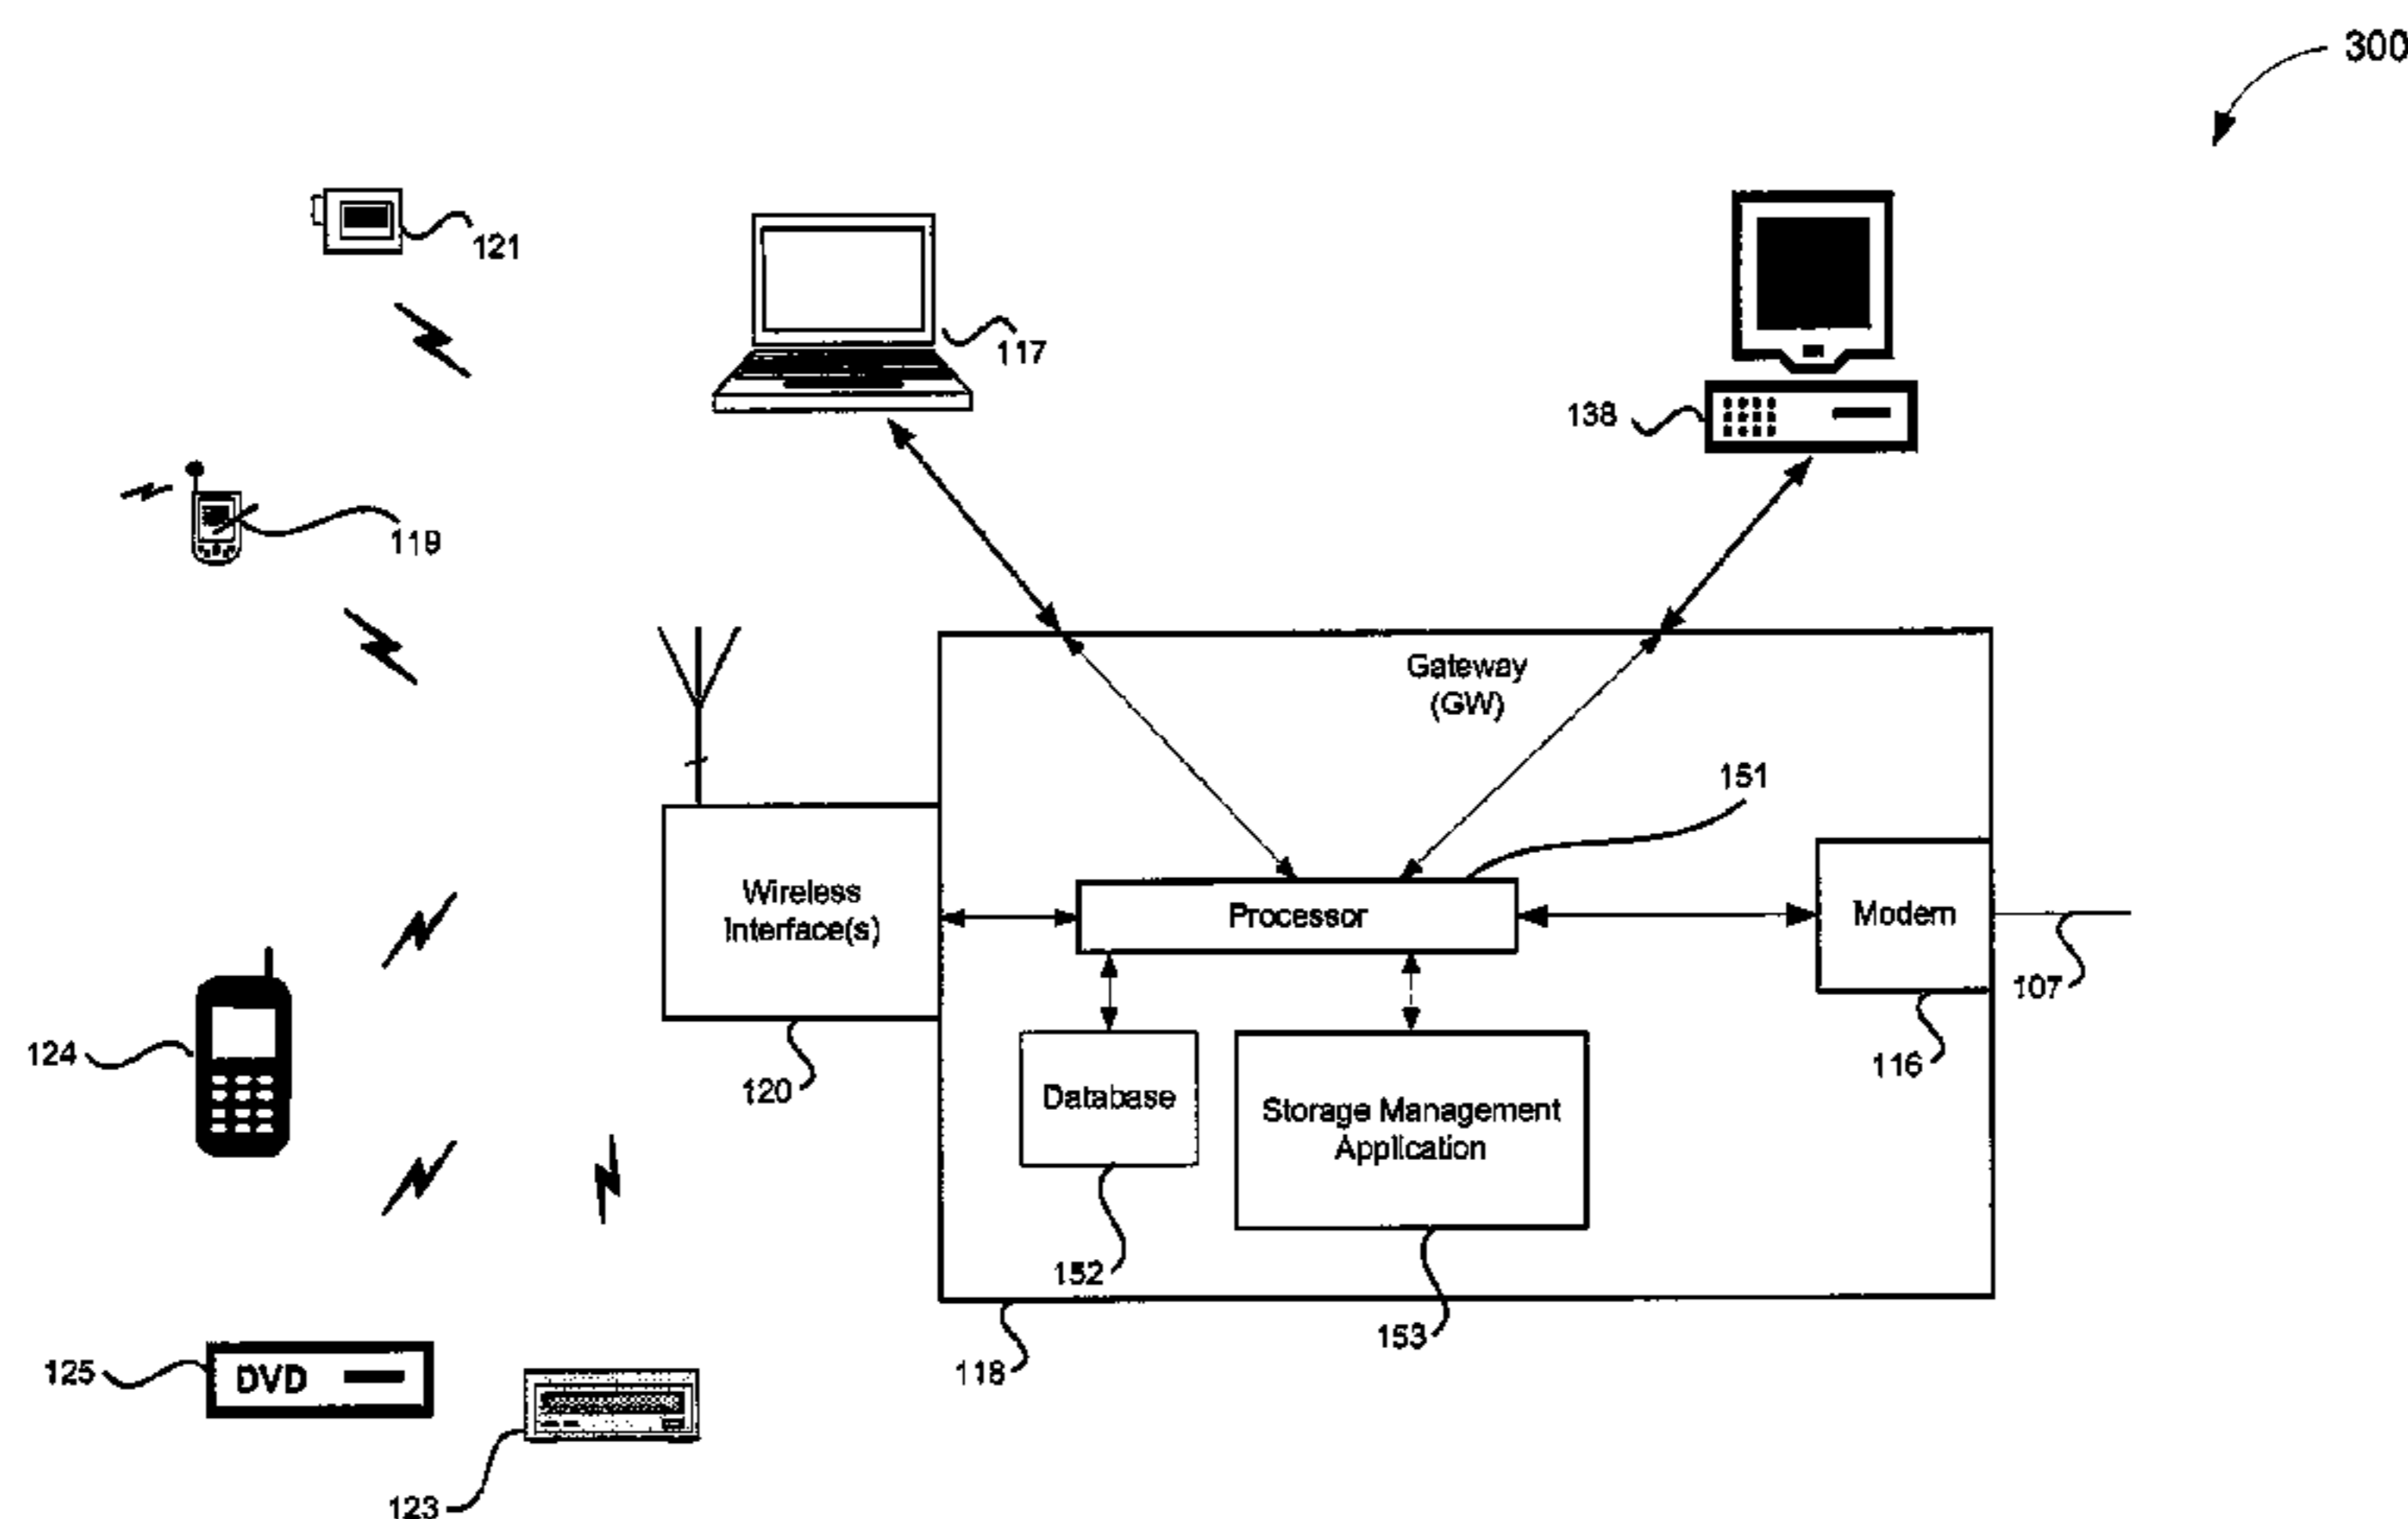 300
121
117
138
119
Gateway
(GW)
151
Wireless
Interface(s)
Processor
Modem
107
124
120
116
Database
Storage Management
Application
152
153
125
DVD
118
123